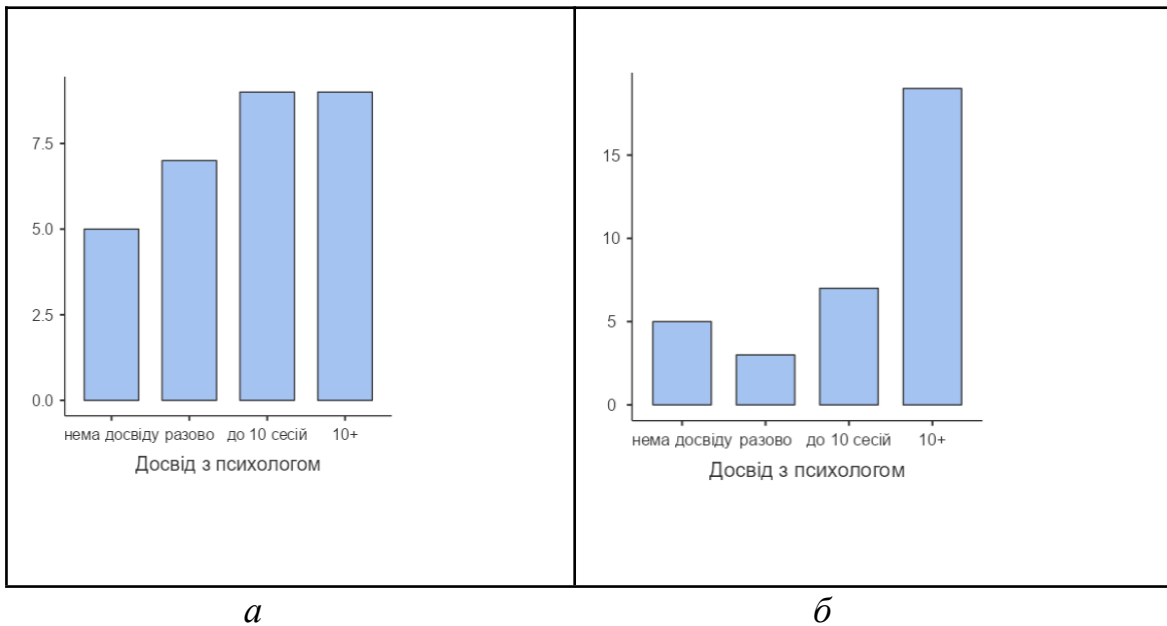 7.5
5.0
2.5
0.0
нема досвіду разово до 10 сесій 10+
Досвід з психологом
15
10
5
0
нема досвіду разово до 10 сесій 10+
Досвід з психологом
а
б